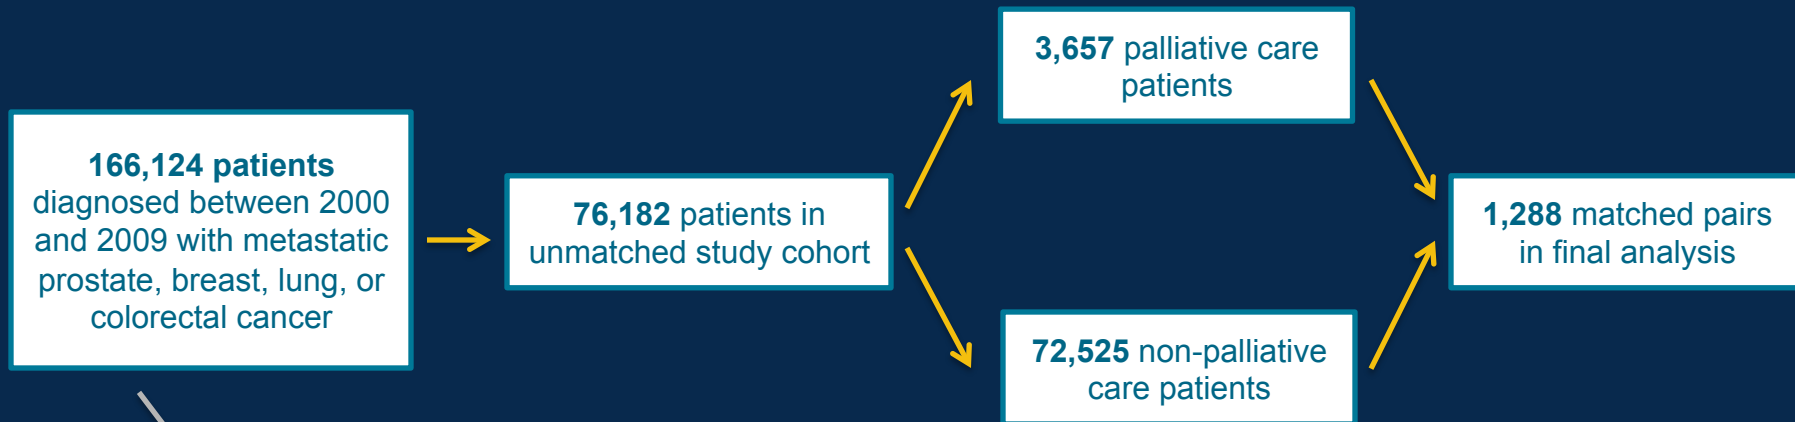 166,124 patients
diagnosed between 2000
and 2009 with metastatic
prostate, breast, lung, or
colorectal cancer
76,182 patients in
unmatched study cohort
3,657 palliative care
patients
72,525 non-palliative
care patients
1,288 matched pairs
in final analysis